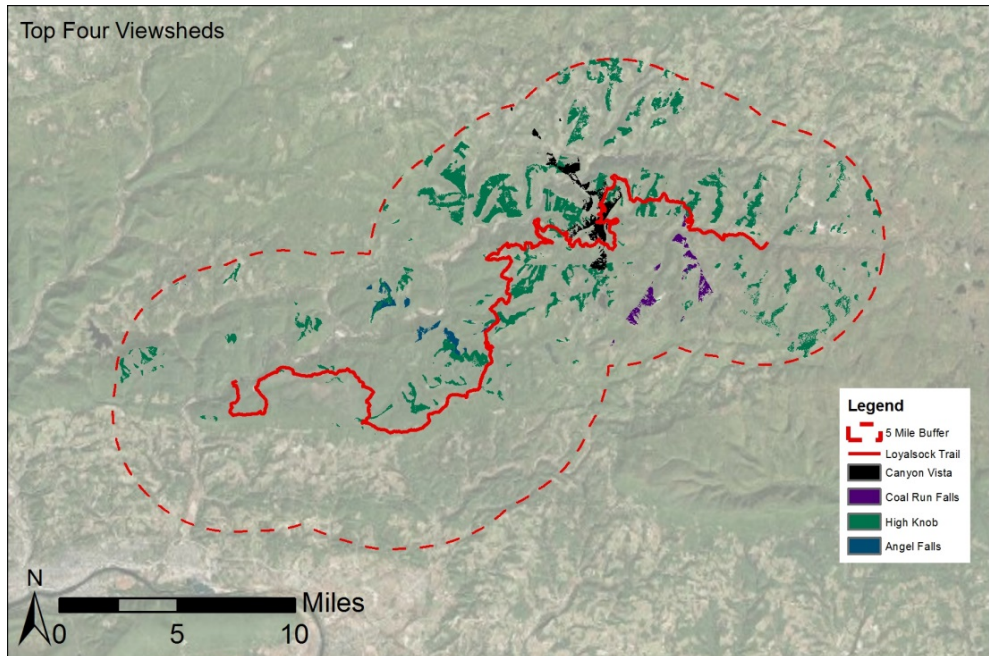 Top Four Viewsheds
Legend
5 Mile Buffer
Loyalsock Trail
Canyon Vista
Coal Run Falls
High Knob
Angel Falls
N
Miles
0 5 10